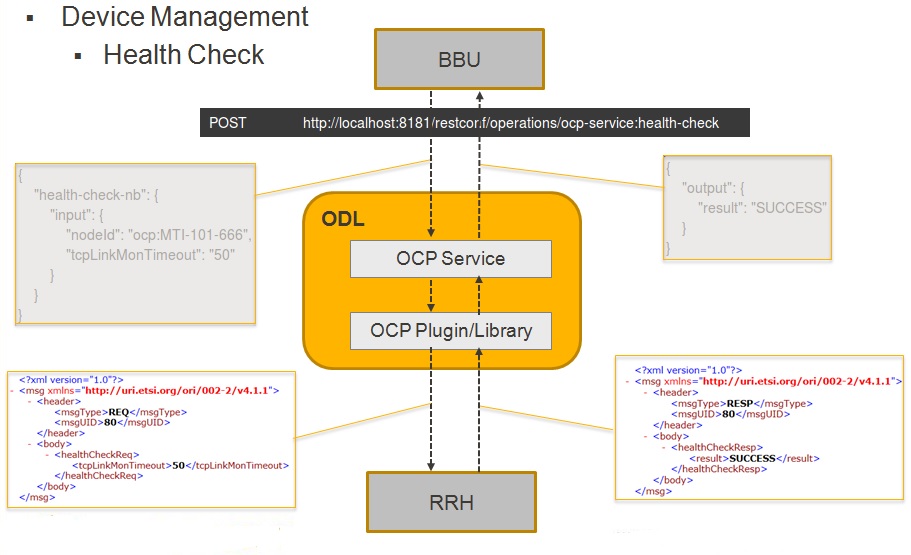 ▪ Device Management
▪ Health Check
BBU
POST http://localhost:8181/restconf/operations/ocp-service:health-check
{
"health-check-nb": {
"input": {
"nodeId": "ocp:MTI-101-666",
"tcpLinkMonTimeout": "50"
}
}
}
{
"output": {
"result": "SUCCESS"
}
}
ODL
OCP Service
OCP Plugin/Library
<?xml version="1.0"?>
- <msg xmlns="http://uri.etsi.org/ori/002-2/v4.1.1">
- <header>
<msgType>REQ</msgType>
<msgUID>80</msgUID>
</header>
- <body>
- <healthCheckReq>
<tcpLinkMonTimeout>50</tcpLinkMonTimeout>
</healthCheckReq>
</body>
</msg>
<?xml version="1.0"?>
- <msg xmlns="http://uri.etsi.org/ori/002-2/v4.1.1">
- <header>
<msgType>RESP</msgType>
<msgUID>80</msgUID>
</header>
- <body>
- <healthCheckResp>
<result>SUCCESS</result>
</healthCheckResp>
</body>
</msg>
RRH